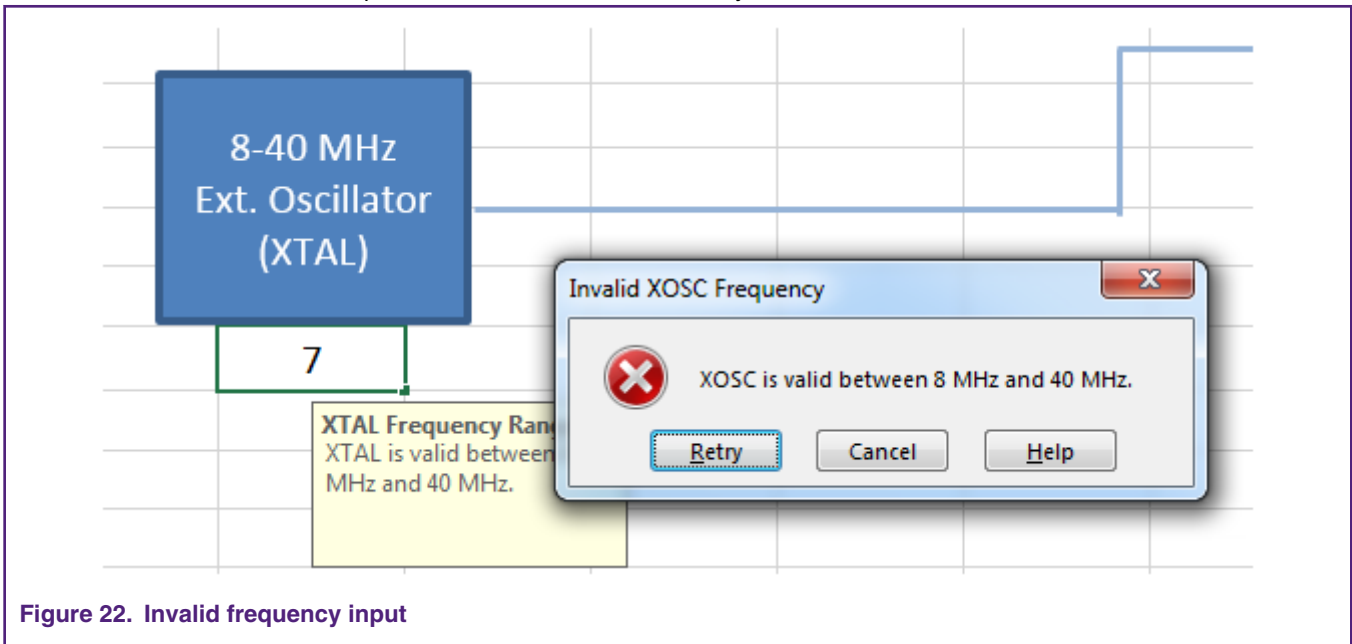 8-40 MHz
Ext. Oscillator
(XTAL)
7
XTAL Frequency
XTAL is valid between
MHz and 40 MHz.
Invalid XOSC Frequency
XOSC is valid between 8 MHz and 40 MHz.
Retry
Cancel
Help
Figure 22. Invalid frequency input